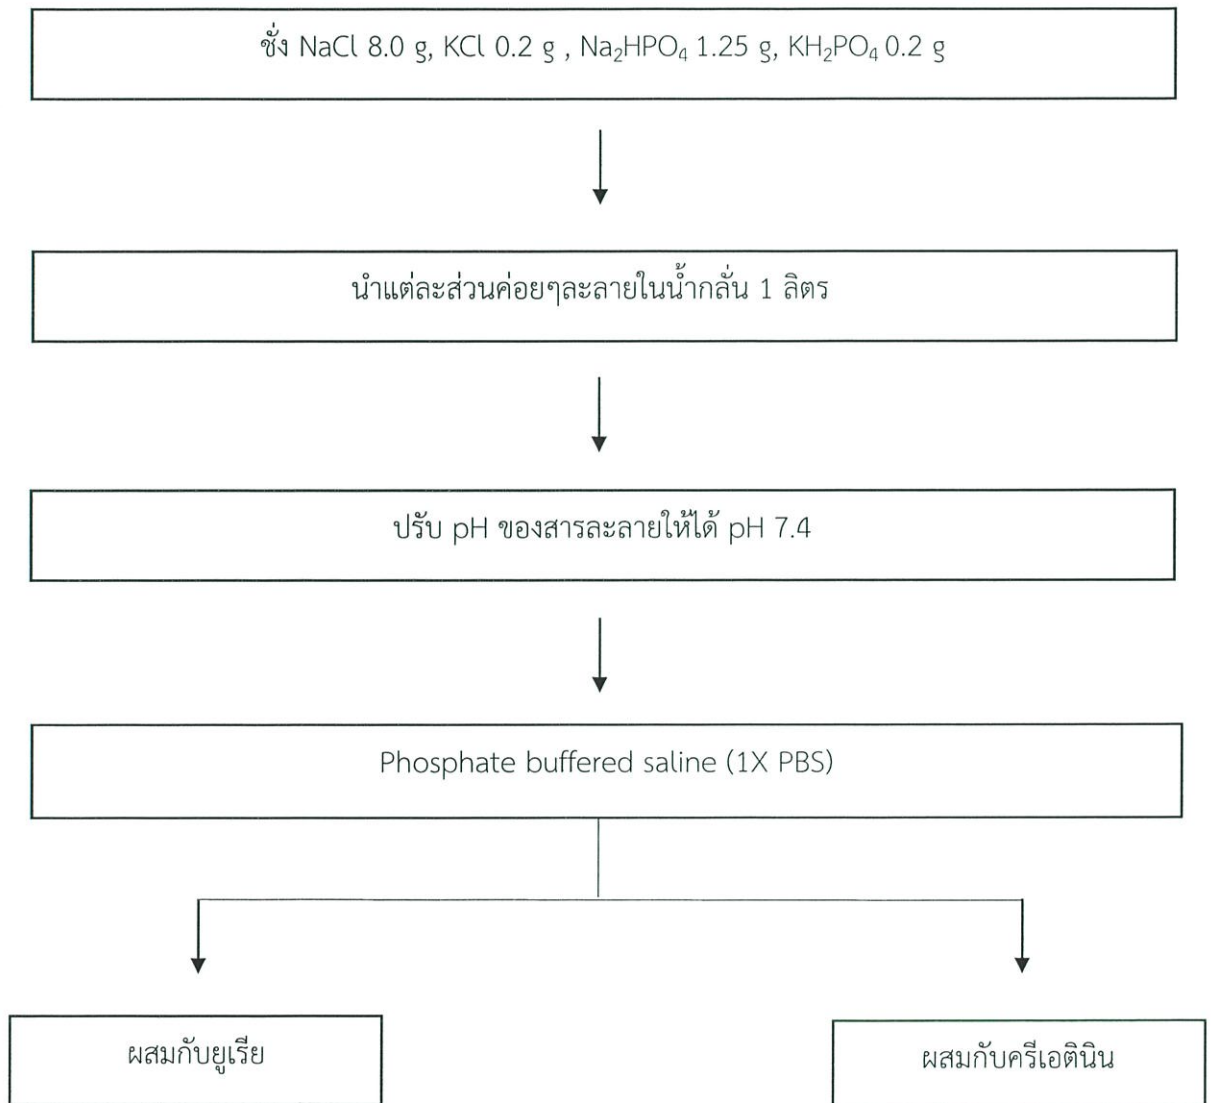 ชั่ง NaCl 8.0 g, KCl 0.2 g , Na₂HPO₄ 1.25 g, KH₂PO₄ 0.2 g
นำแต่ละส่วนค่อยๆละลายในน้ำกลั่น 1 ลิตร
ปรับ pH ของสารละลายให้ได้ pH 7.4
Phosphate buffered saline (1X PBS)
ผสมกับยูเรีย
ผสมกับครีเอตินิน